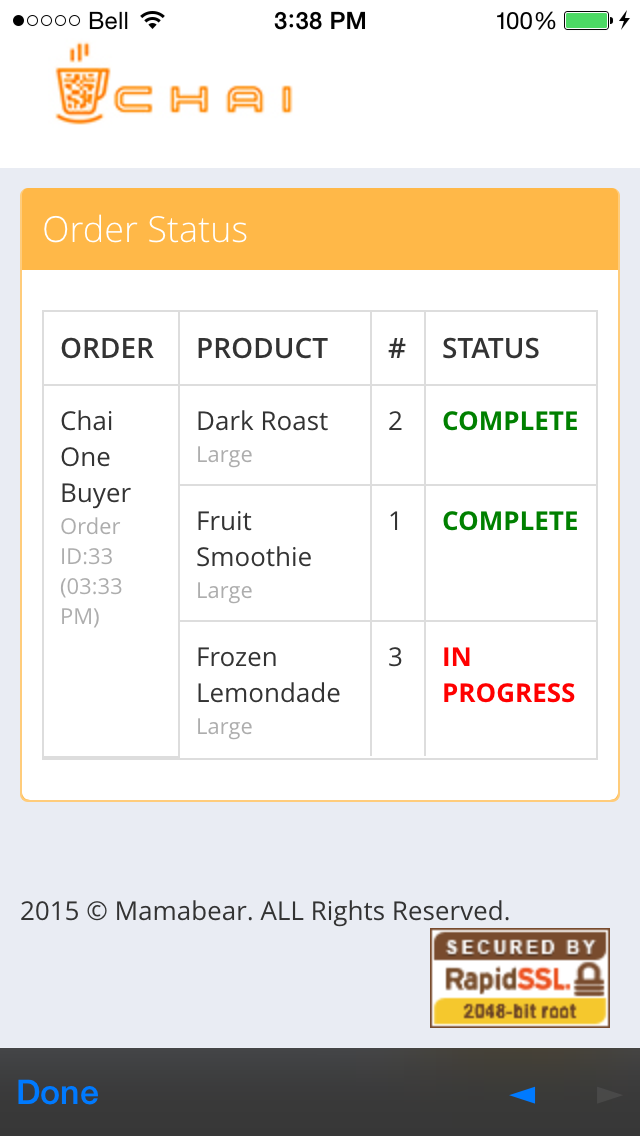 Bell 3:38 PM 100%
CHAI
Order Status
ORDER PRODUCT # STATUS
Chai
One
Buyer
Order
ID:33
(03:33
PM)
Dark Roast 2 COMPLETE
Large
Fruit 1 COMPLETE
Smoothie
Large
Frozen 3 IN
Lemondade PROGRESS
Large
2015 © Mamabear. ALL Rights Reserved.
SECURED BY
RapidSSL.
2048-bit root
Done